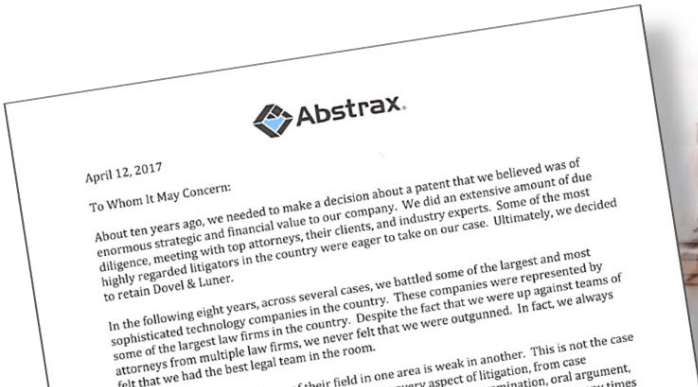 Abstrax®
April 12, 2017
To Whom It May Concern:
About ten years ago, we needed to make a decision about a patent that we believed was of
enormous strategic and financial value to our company. We did an extensive amount of due
diligence, meeting with top attorneys, their clients, and industry experts. Some of the most
highly regarded litigators in the country were eager to take on our case. Ultimately, we decided
to retain Dovel & Luner.
In the following eight years, across several cases, we battled some of the largest and most
sophisticated technology companies in the country. These companies were represented by
some of the largest law firms in the country. Despite the fact that we were up against teams of
attorneys from multiple law firms, we never felt that we were outgunned. In fact, we always
felt that we had the best legal team in the room.
of their field in one area is weak in another. This is not the case
aspect of litigation, from case
oral argument,
times